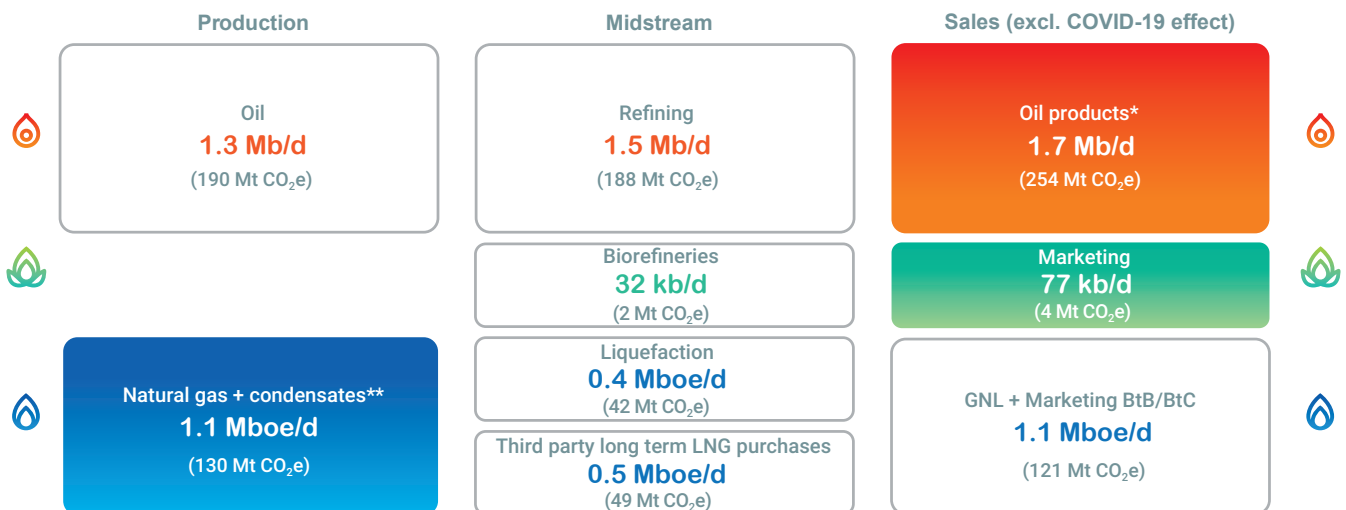 Production
Midstream
Sales (excl. COVID-19 effect)
Oil
1.3 Mb/d
(190 Mt CO₂e)
Refining
1.5 Mb/d
(188 Mt CO₂e)
Oil products*
1.7 Mb/d
(254 Mt CO₂e)
Biorefineries
32 kb/d
(2 Mt CO₂e)
Marketing
77 kb/d
(4 Mt CO₂e)
Natural gas + condensates**
1.1 Mboe/d
(130 Mt CO₂e)
Liquefaction
0.4 Mboe/d
(42 Mt CO₂e)
Third party long term LNG purchases
0.5 Mboe/d
(49 Mt CO₂e)
GNL + Marketing BtB/BtC
1.1 Mboe/d
(121 Mt CO₂e)